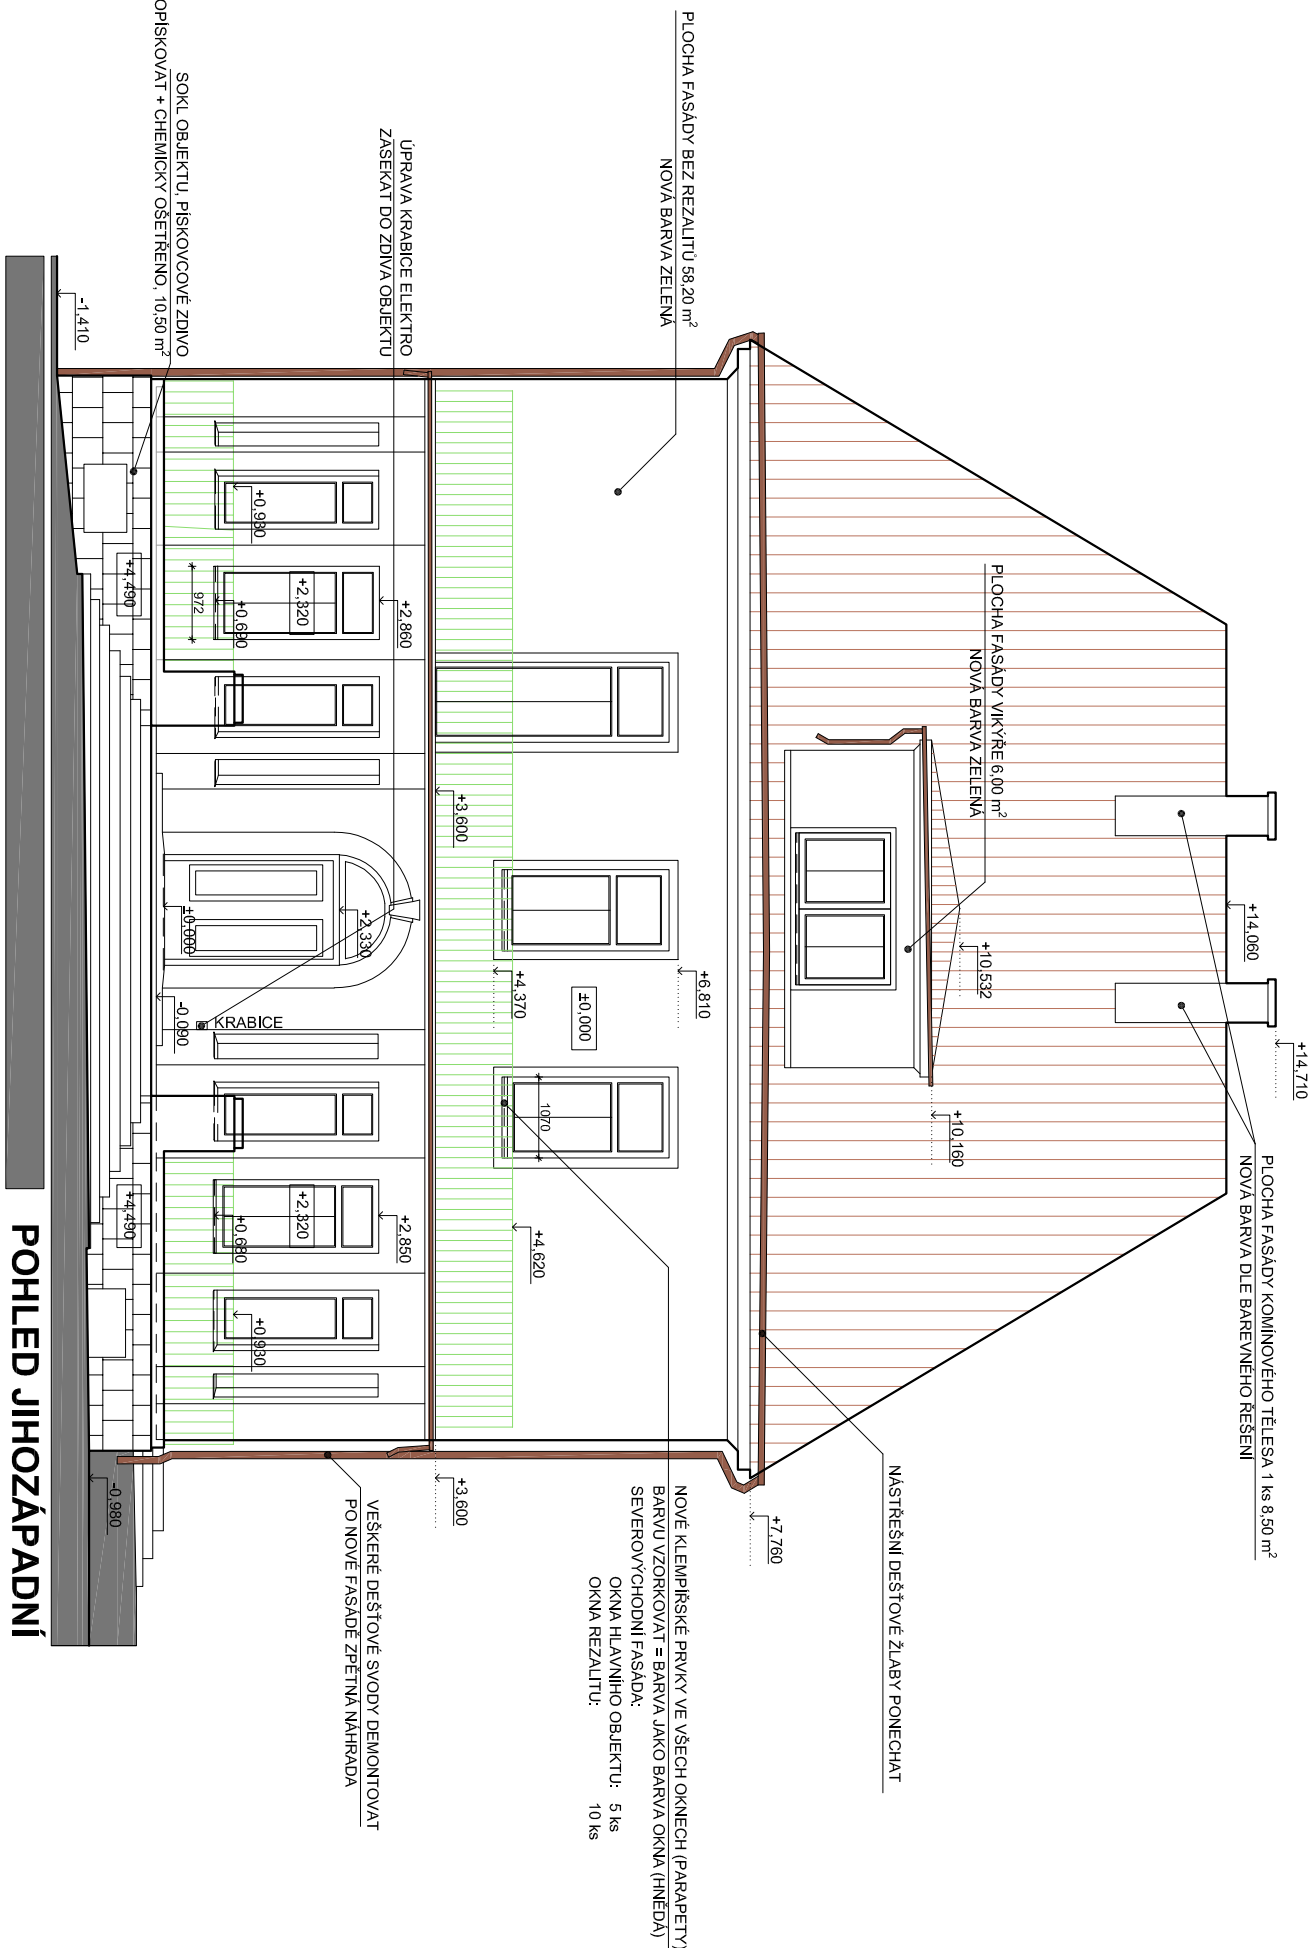 +14,710
+14,060
PLOCHA FASÁDY KOMÍNOVÉHO TĚLESA 1 ks 8,50 m²
NOVÁ BARVA DLE BAREVNÉHO ŘEŠENÍ
PLOCHA FASÁDY VIKÝŘE 6,00 m²
NOVÁ BARVA ZELENÁ
+10,532
+10,160
NÁSTŘEŠNÍ DEŠŤOVÉ ŽLABY PONECHAT
+7,760
PLOCHA FASÁDY BEZ REZALITŮ 58,20 m²
NOVÁ BARVA ZELENÁ
+6,810
±0,000
+4,370
1070
+4,620
NOVÉ KLEMPÍŘSKÉ PRVKY VE VŠECH OKNECH (PARAPETY)
BARVU VZORKOVAT = BARVA JAKO BARVA OKNA (HNĚDÁ)
SEVEROVÝCHODNÍ FASÁDA:
OKNA HLAVNÍHO OBJEKTU: 5 ks
OKNA REZALITU: 10 ks
+3,600
+3,600
ÚPRAVA KRABICE ELEKTRO
ZASEKAT DO ZDIVA OBJEKTU
+2,860
+2,850
+2,330
+2,320
+2,320
+0,930
+0,690
972
+0,680
+0,930
KRABICE
±0,000
-0,090
VEŠKERÉ DEŠŤOVÉ SVODY DEMONTOVAT
PO NOVÉ FASÁDĚ ZPĚTNÁ NÁHRADA
SOKL OBJEKTU, PÍSKOVCOVÉ ZDIVO
OPÍSKOVAT + CHEMICKY OŠETŘENO, 10,50 m²
+4,490
+4,490
-1,410
-0,980
POHLED JIHOZÁPADNÍ